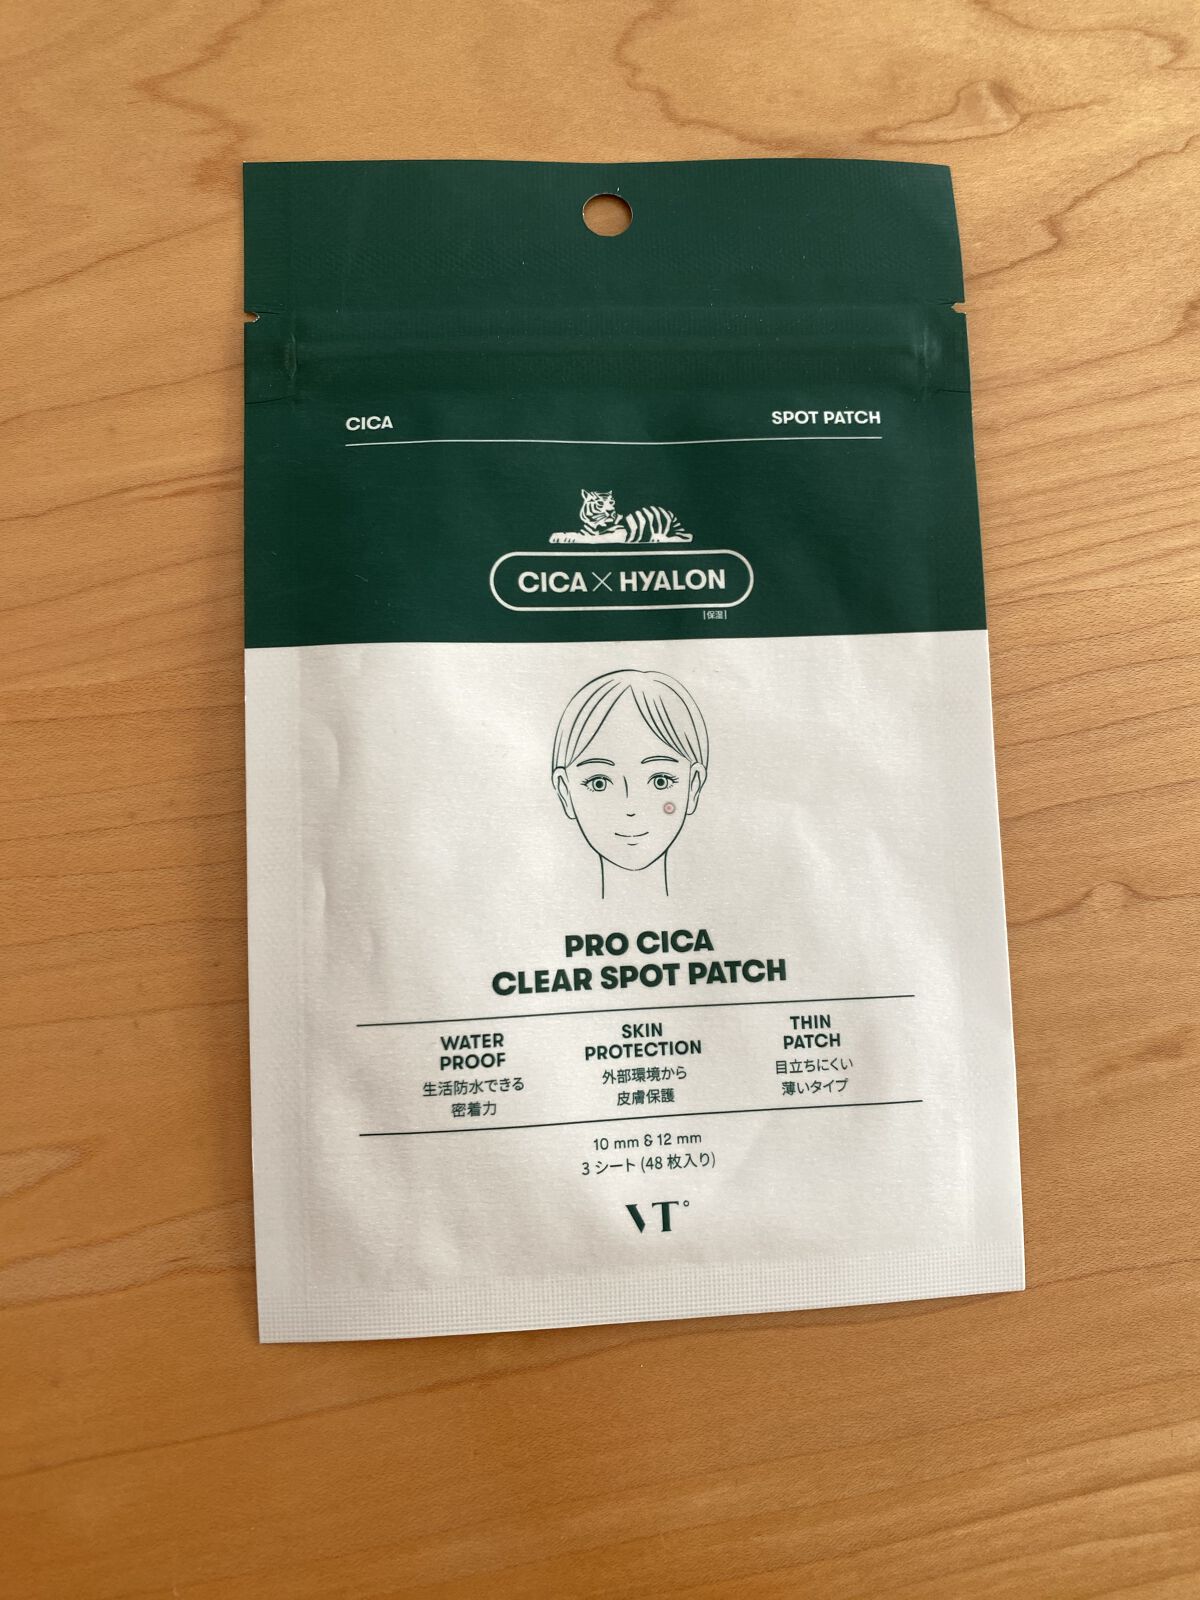 CICA
SPOT PATCH
CICA×HYALON
[保湿]
PRO CICA
CLEAR SPOT PATCH
WATER
PROOF
生活防水できる
密着力
SKIN
PROTECTION
外部環境から
皮膚保護
THIN
PATCH
目立ちにくい
薄いタイプ
10 mm & 12 mm
3 シート (48 枚入り)
VT°